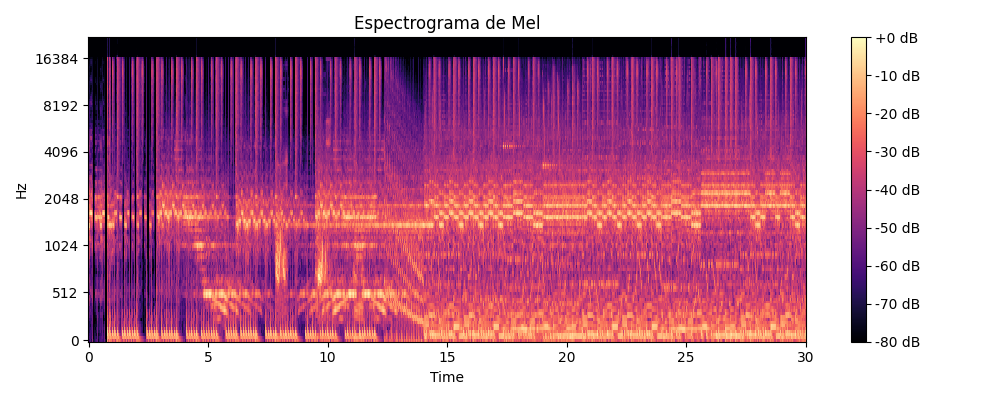 Espectrograma de Mel
Hz
16384
8192
4096
2048
1024
512
0
0 5 10 15 20 25 30
Time
+0 dB
-10 dB
-20 dB
-30 dB
-40 dB
-50 dB
-60 dB
-70 dB
-80 dB